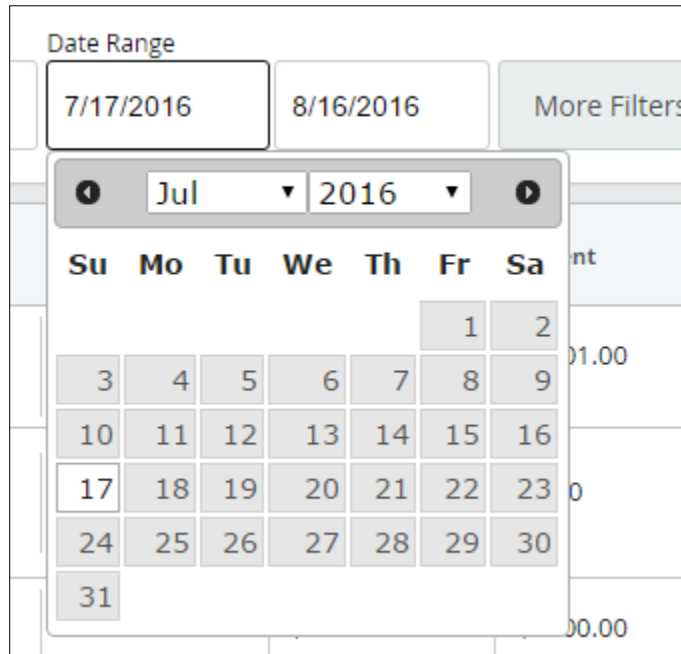 Date Range
7/17/2016 8/16/2016 More Filters
Jul 2016
Su Mo Tu We Th Fr Sa
1 2
3 4 5 6 7 8 9
10 11 12 13 14 15 16
17 18 19 20 21 22 23
24 25 26 27 28 29 30
31